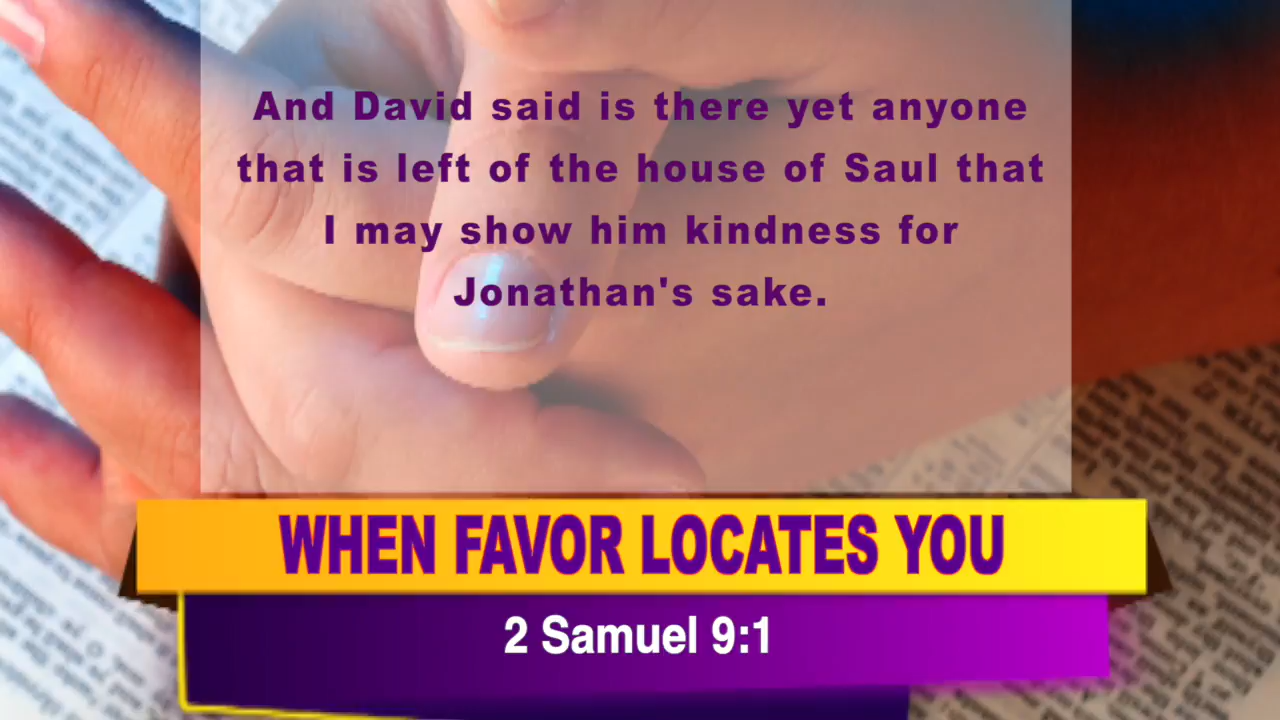 And David said is there yet anyone
that is left of the house of Saul that
I may show him kindness for
Jonathan's sake.
WHEN FAVOR LOCATES YOU
2 Samuel 9:1